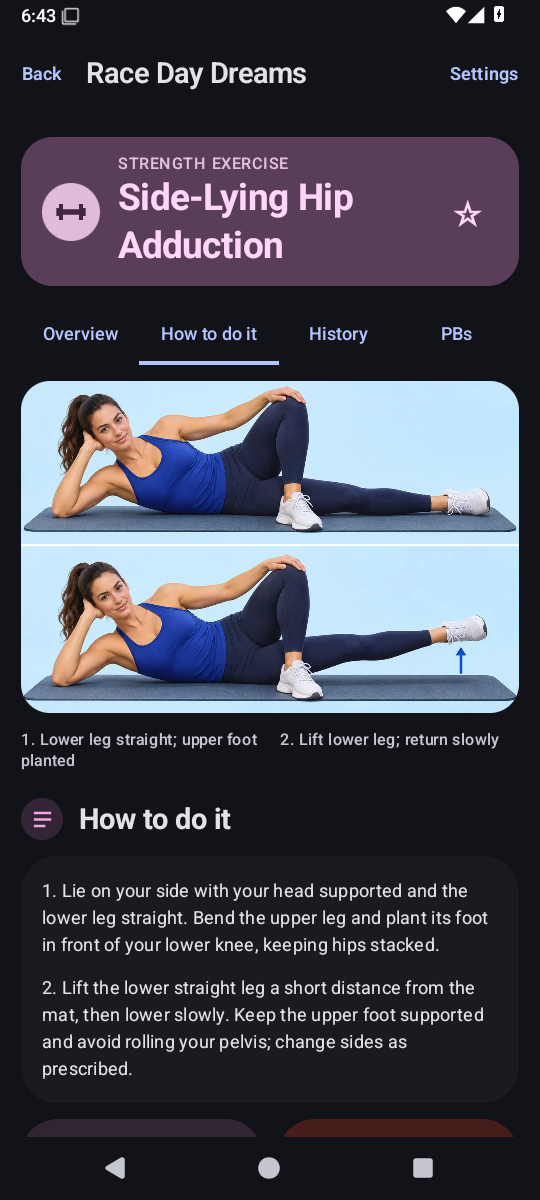 6:43
Back
Race Day Dreams
Settings
STRENGTH EXERCISE
Side-Lying Hip
Adduction
Overview
How to do it
History
PBs
1. Lower leg straight; upper foot
planted
2. Lift lower leg; return slowly
How to do it
1. Lie on your side with your head supported and the
lower leg straight. Bend the upper leg and plant its foot
in front of your lower knee, keeping hips stacked.
2. Lift the lower straight leg a short distance from the
mat, then lower slowly. Keep the upper foot supported
and avoid rolling your pelvis; change sides as
prescribed.